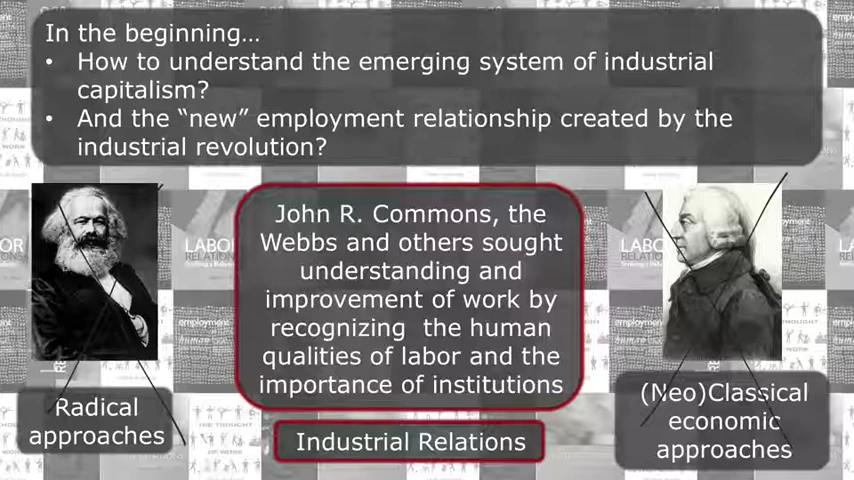 In the beginning…
• How to understand the emerging system of industrial
capitalism?
• And the “new” employment relationship created by the
industrial revolution?
John R. Commons, the
Webbs and others sought
understanding and
improvement of work by
recognizing the human
qualities of labor and the
importance of institutions
Industrial Relations
Radical
approaches
(Neo)Classical
economic
approaches
LABOR
RELATIONS